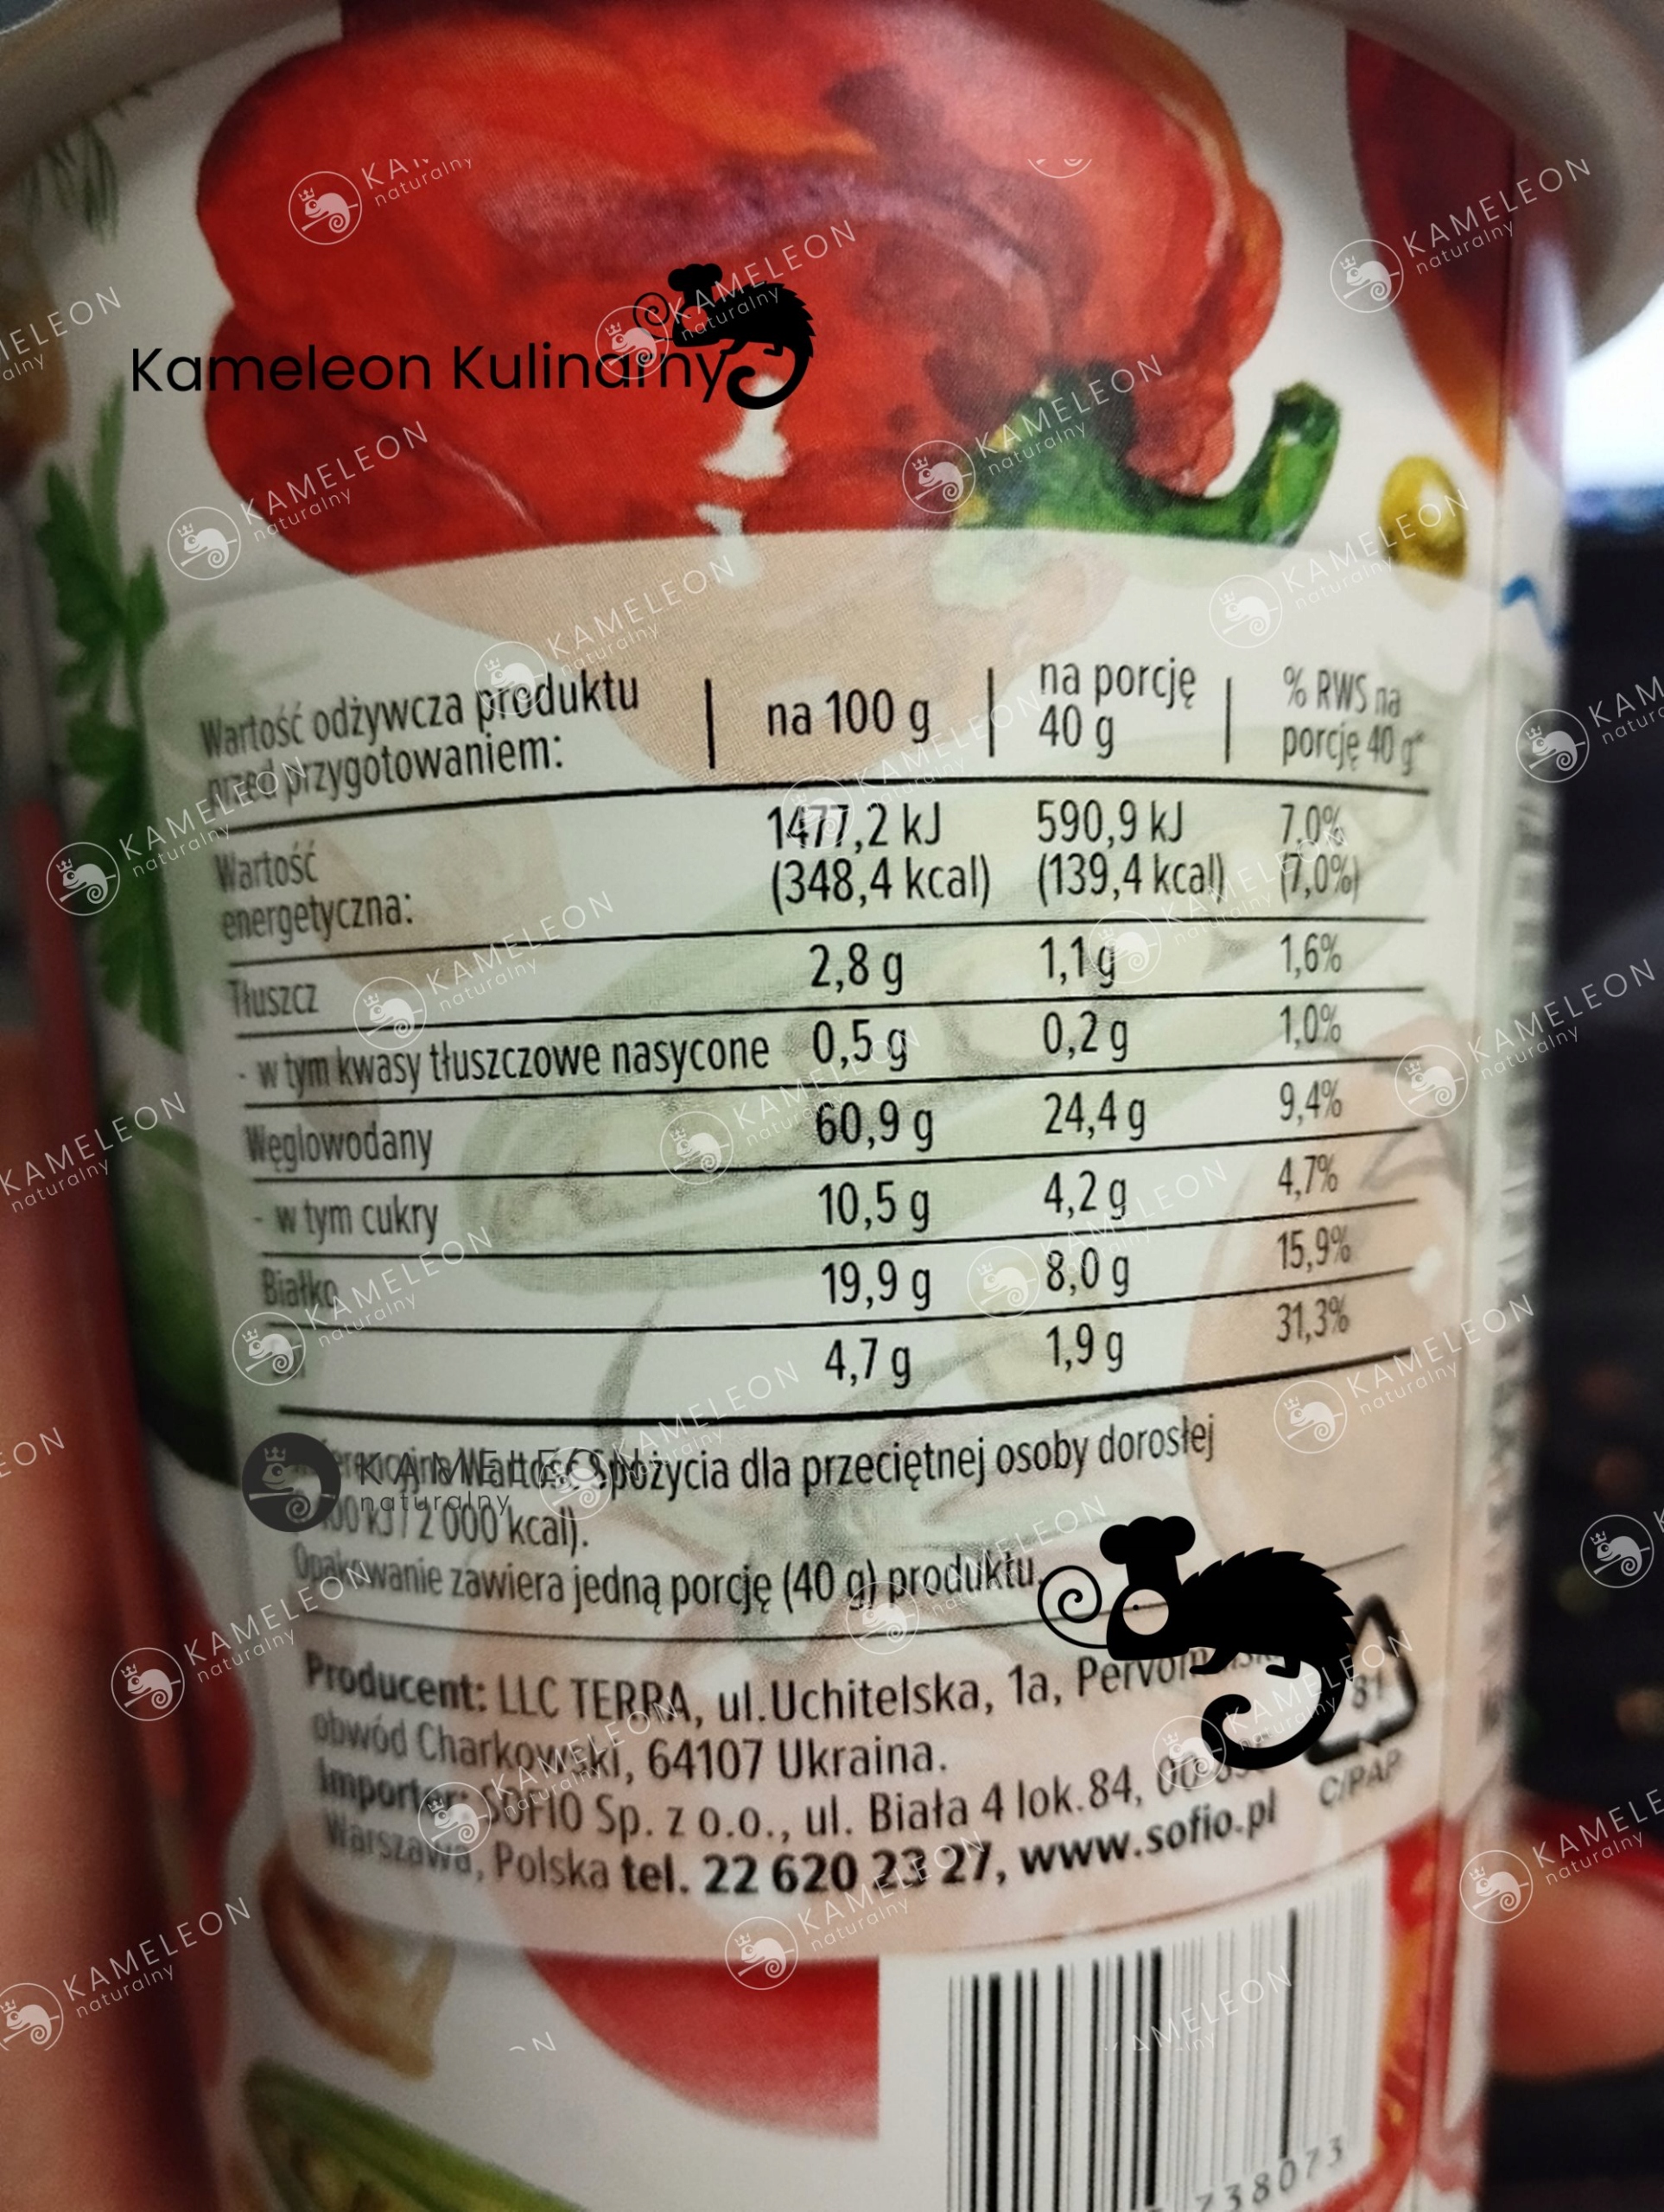 Kameleon Kulinarny
Wartość odżywcza produktu
przed przygotowaniem:
na 100 g
na porcję
40 g
% RWS na
porcję 40 g*
Wartość
energetyczna:
1477,2 kJ
(348,4 kcal)
590,9 kJ
(139,4 kcal)
7,0%
(7,0%)
Tłuszcz 2,8 g 1,1 g 1,6%
- w tym kwasy tłuszczowe nasycone 0,5 g 0,2 g 1,0%
Węglowodany 60,9 g 24,4 g 9,4%
- w tym cukry 10,5 g 4,2 g 4,7%
Białko 19,9 g 8,0 g 15,9%
4,7 g 1,9 g 31,3%
Wartość Spożycia dla przeciętnej osoby dorosłej
2 000 kcal).
Opakowanie zawiera jedną porcję (40 g) produktu.
Producent: LLC TERRA, ul.Uchitelska, 1a,
obwód Charkowski, 64107 Ukraina.
Importer: SOFIO Sp. z o.o., ul. Biała 4 lok.84,
Warszawa, Polska tel. 22 620 23 27, www.sofio.pl
81
C/PAP
738073
KAMELEON
naturalny